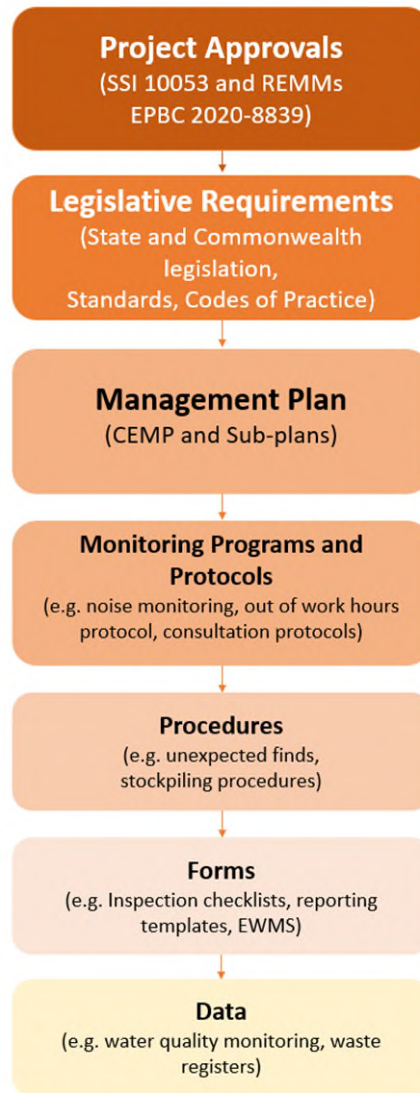 Project Approvals
(SSI 10053 and REMMs
EPBC 2020-8839)
Legislative Requirements
(State and Commonwealth
legislation,
Standards, Codes of Practice)
Management Plan
(CEMP and Sub-plans)
Monitoring Programs and
Protocols
(e.g. noise monitoring, out of work hours
protocol, consultation protocols)
Procedures
(e.g. unexpected finds,
stockpiling procedures)
Forms
(e.g. Inspection checklists, reporting
templates, EWMS)
Data
(e.g. water quality monitoring, waste
registers)